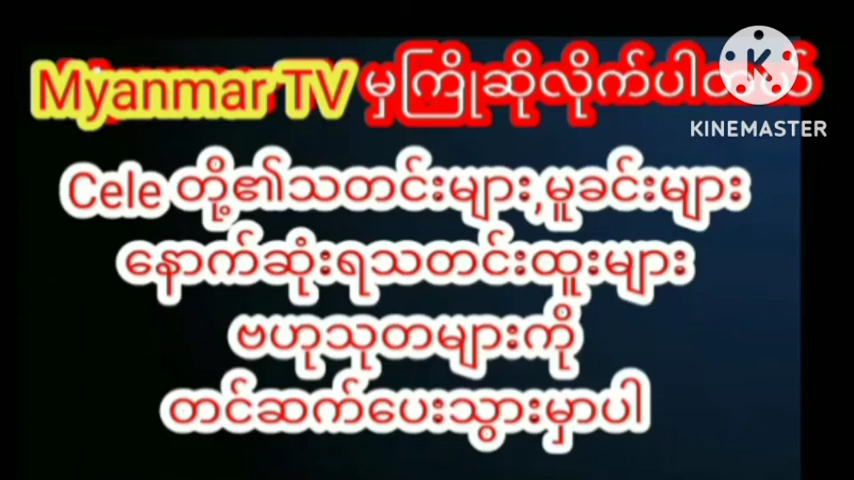 Myanmar TV မှကြိုဆိုလိုက်ပါတယ်
KINEMASTER
Cele တို့၏သတင်းများ,မူခင်းများ
နောက်ဆုံးရသတင်းထူးများ
ဗဟုသုတများကို
တင်ဆက်ပေးသွားမှာပါ